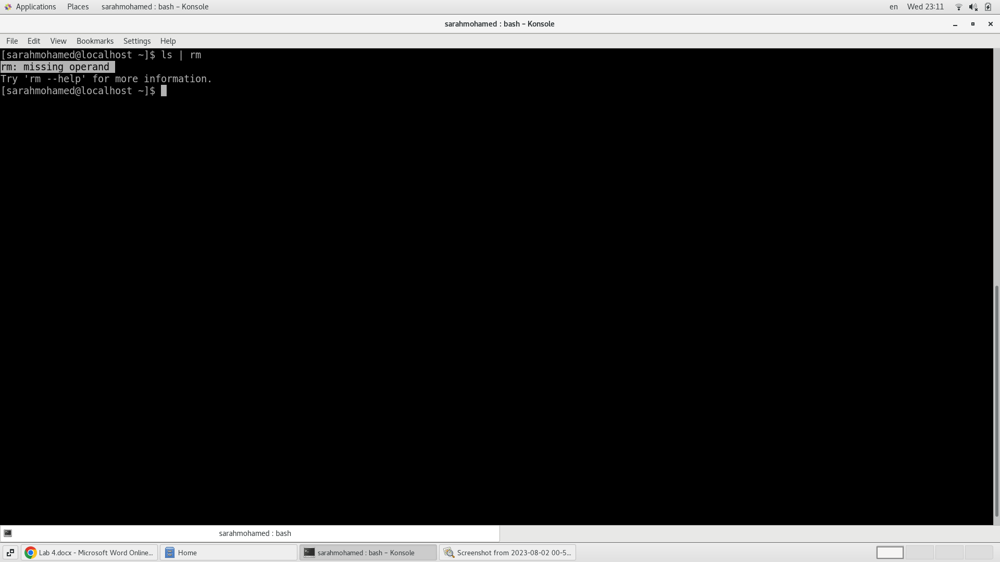 Applications Places sarahmohamed : bash – Konsole en Wed 23:11
sarahmohamed : bash – Konsole
File Edit View Bookmarks Settings Help
[sarahmohamed@localhost ~]$ ls | rm
rm: missing operand
Try 'rm --help' for more information.
[sarahmohamed@localhost ~]$
sarahmohamed : bash
Lab 4.docx - Microsoft Word Online... Home sarahmohamed : bash – Konsole Screenshot from 2023-08-02 00-5...